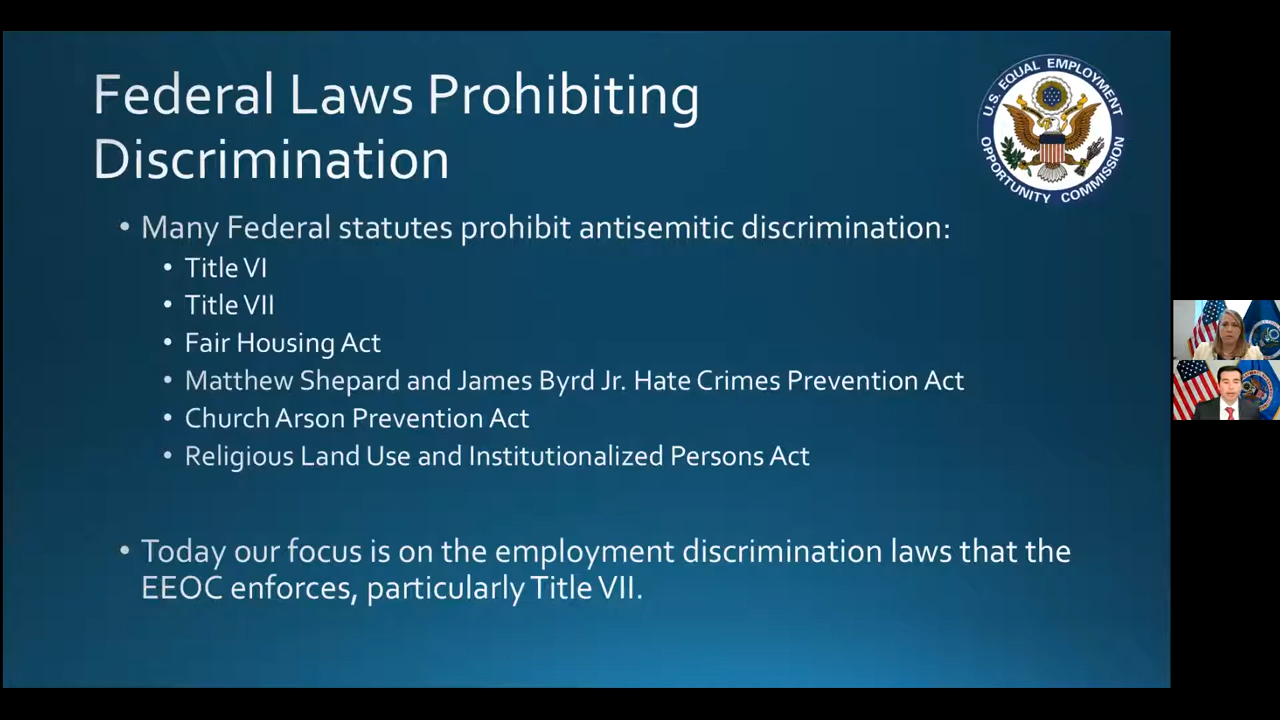 Federal Laws Prohibiting
Discrimination
U.S. EQUAL EMPLOYMENT
OPPORTUNITY COMMISSION
• Many Federal statutes prohibit antisemitic discrimination:
• Title VI
• Title VII
• Fair Housing Act
• Matthew Shepard and James Byrd Jr. Hate Crimes Prevention Act
• Church Arson Prevention Act
• Religious Land Use and Institutionalized Persons Act
• Today our focus is on the employment discrimination laws that the
EEOC enforces, particularly Title VII.